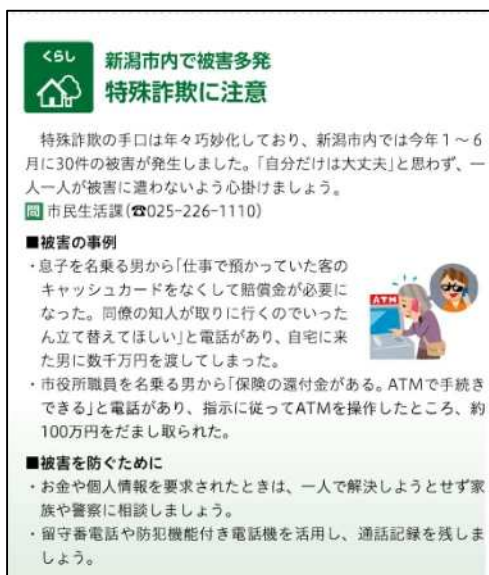 くらし
新潟市内で被害多発
特殊詐欺に注意
特殊詐欺の手口は年々巧妙化しており、新潟市内では今年1～6
月に30件の被害が発生しました。「自分だけは大丈夫」と思わず、一
人一人が被害に遭わないよう心掛けましょう。
問 市民生活課(☎025-226-1110)
■被害の事例
・息子を名乗る男から「仕事で預かっていた客の
キャッシュカードをなくして賠償金が必要に
なった。同僚の知人が取りに行くのでいった
ん立て替えてほしい」と電話があり、自宅に来
た男に数千万円を渡してしまった。
ATM
・市役所職員を名乗る男から「保険の還付金がある。ATMで手続き
できる」と電話があり、指示に従ってATMを操作したところ、約
100万円をだまし取られた。
■被害を防ぐために
・お金や個人情報を要求されたときは、一人で解決しようとせず家
族や警察に相談しましょう。
・留守番電話や防犯機能付き電話機を活用し、通話記録を残しま
しょう。